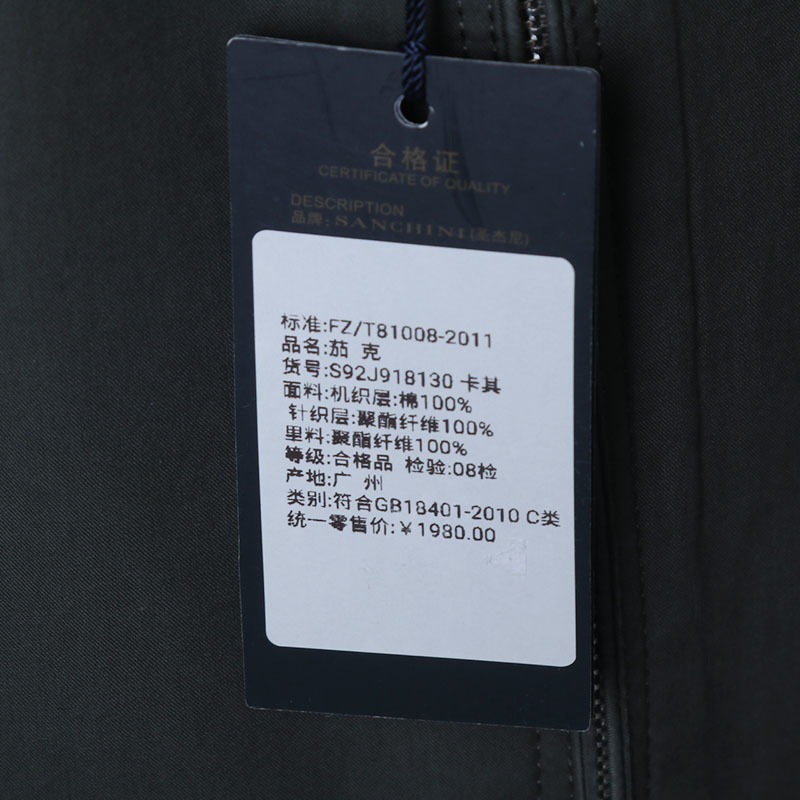 合格证
CERTIFICATE OF QUALITY
DESCRIPTION
品牌: SANCHINI (圣杰尼)
标准:FZ/T81008-2011
品名:茄 克
货号:S92J918130 卡其
面料:机织层:棉100%
针织层:聚酯纤维100%
里料:聚酯纤维100%
等级:合格品 检验:08检
产地:广 州
类别:符合GB18401-2010 C类
统一零售价:￥1980.00